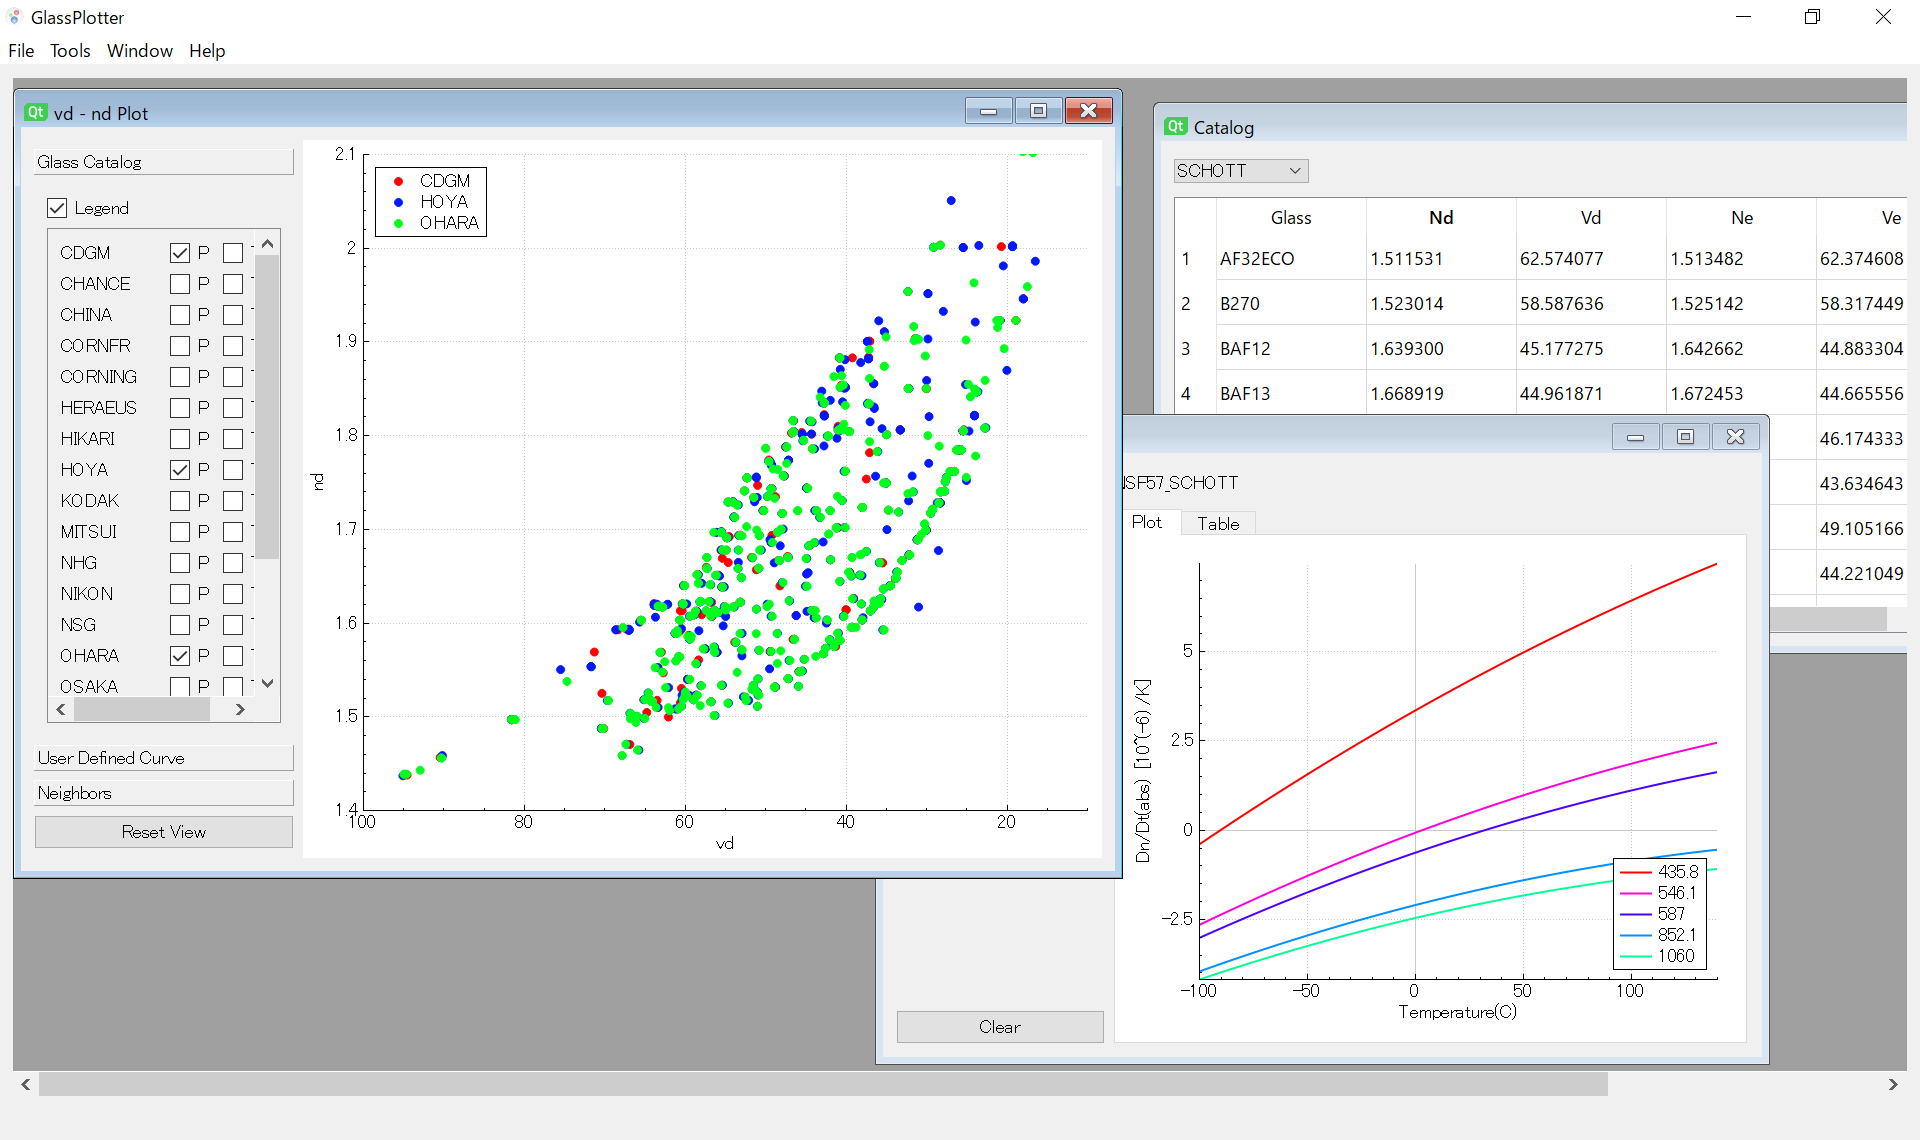 GlassPlotter
File Tools Window Help
Qt vd - nd Plot
Glass Catalog
Legend
CDGM P
CHANCE P
CHINA P
CORNFR P
CORNING P
HERAEUS P
HIKARI P
HOYA P
KODAK P
MITSUI P
NHG P
NIKON P
NSG P
OHARA P
OSAKA P
User Defined Curve
Neighbors
Reset View
CDGM
HOYA
OHARA
2.1
2
1.9
1.8
1.7
1.6
1.5
1.4
nd
100 80 60 40 20
vd
Qt Catalog
SCHOTT
Glass Nd Vd Ne Ve
1 AF32ECO 1.511531 62.574077 1.513482 62.374608
2 B270 1.523014 58.587636 1.525142 58.317449
3 BAF12 1.639300 45.177275 1.642662 44.883304
4 BAF13 1.668919 44.961871 1.672453 44.665556
46.174333
43.634643
49.105166
44.221049
SF57_SCHOTT
Plot Table
5
2.5
0
-2.5
Dn/Dt(abs) [10^(-6)/K]
-100 -50 0 50 100
Temperature(C)
435.8
546.1
587
852.1
1060
Clear